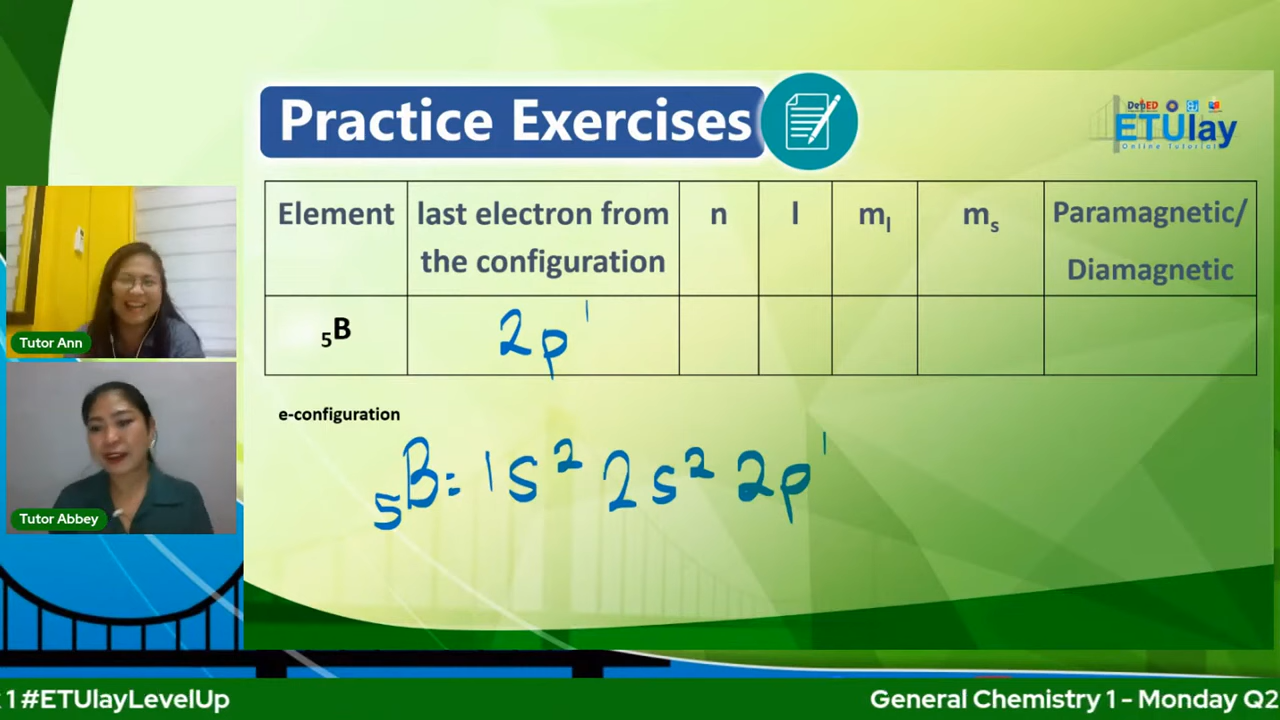 Practice Exercises
DepED
ETUlay
Online Tutorial
Element
last electron from
the configuration
n
l
mₗ
mₛ
Paramagnetic/
Diamagnetic
₅B
2p¹
e-configuration
₅B= 1s² 2s² 2p¹
Tutor Ann
Tutor Abbey
1 #ETUlayLevelUp
General Chemistry 1 - Monday Q2